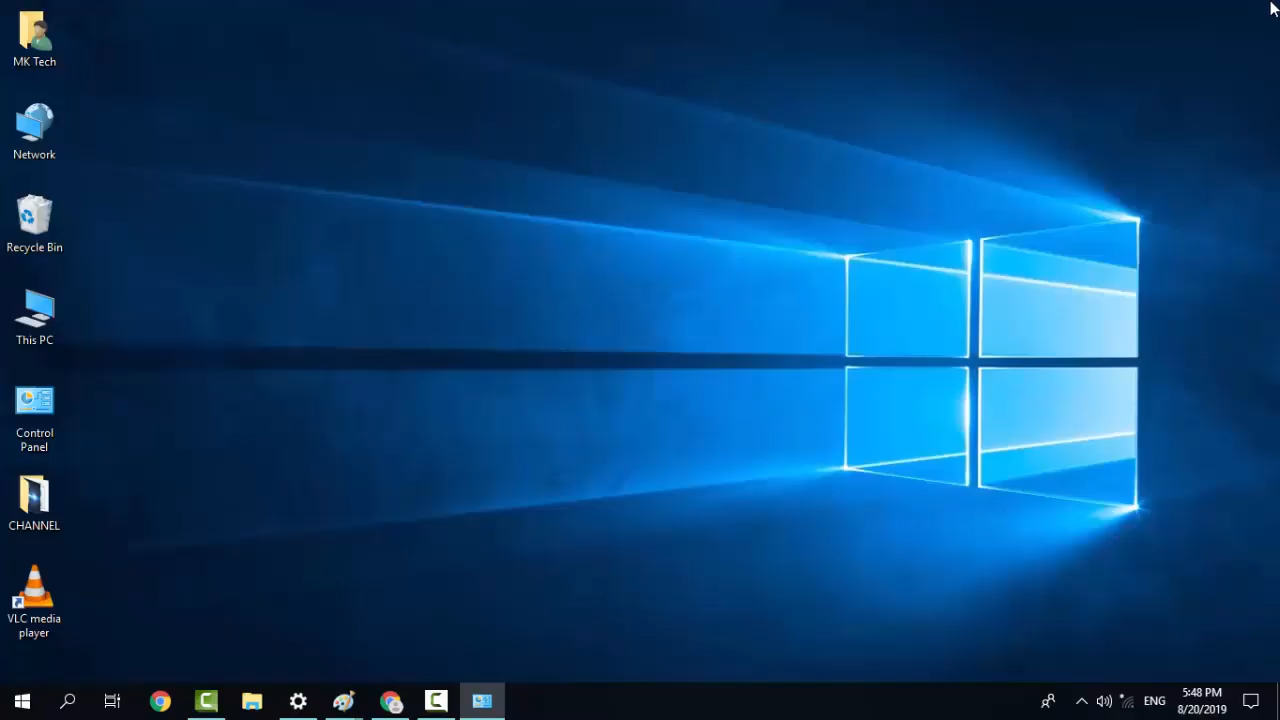 MK Tech
Network
Recycle Bin
This PC
Control
Panel
CHANNEL
VLC media
player
ENG
5:48 PM
8/20/2019